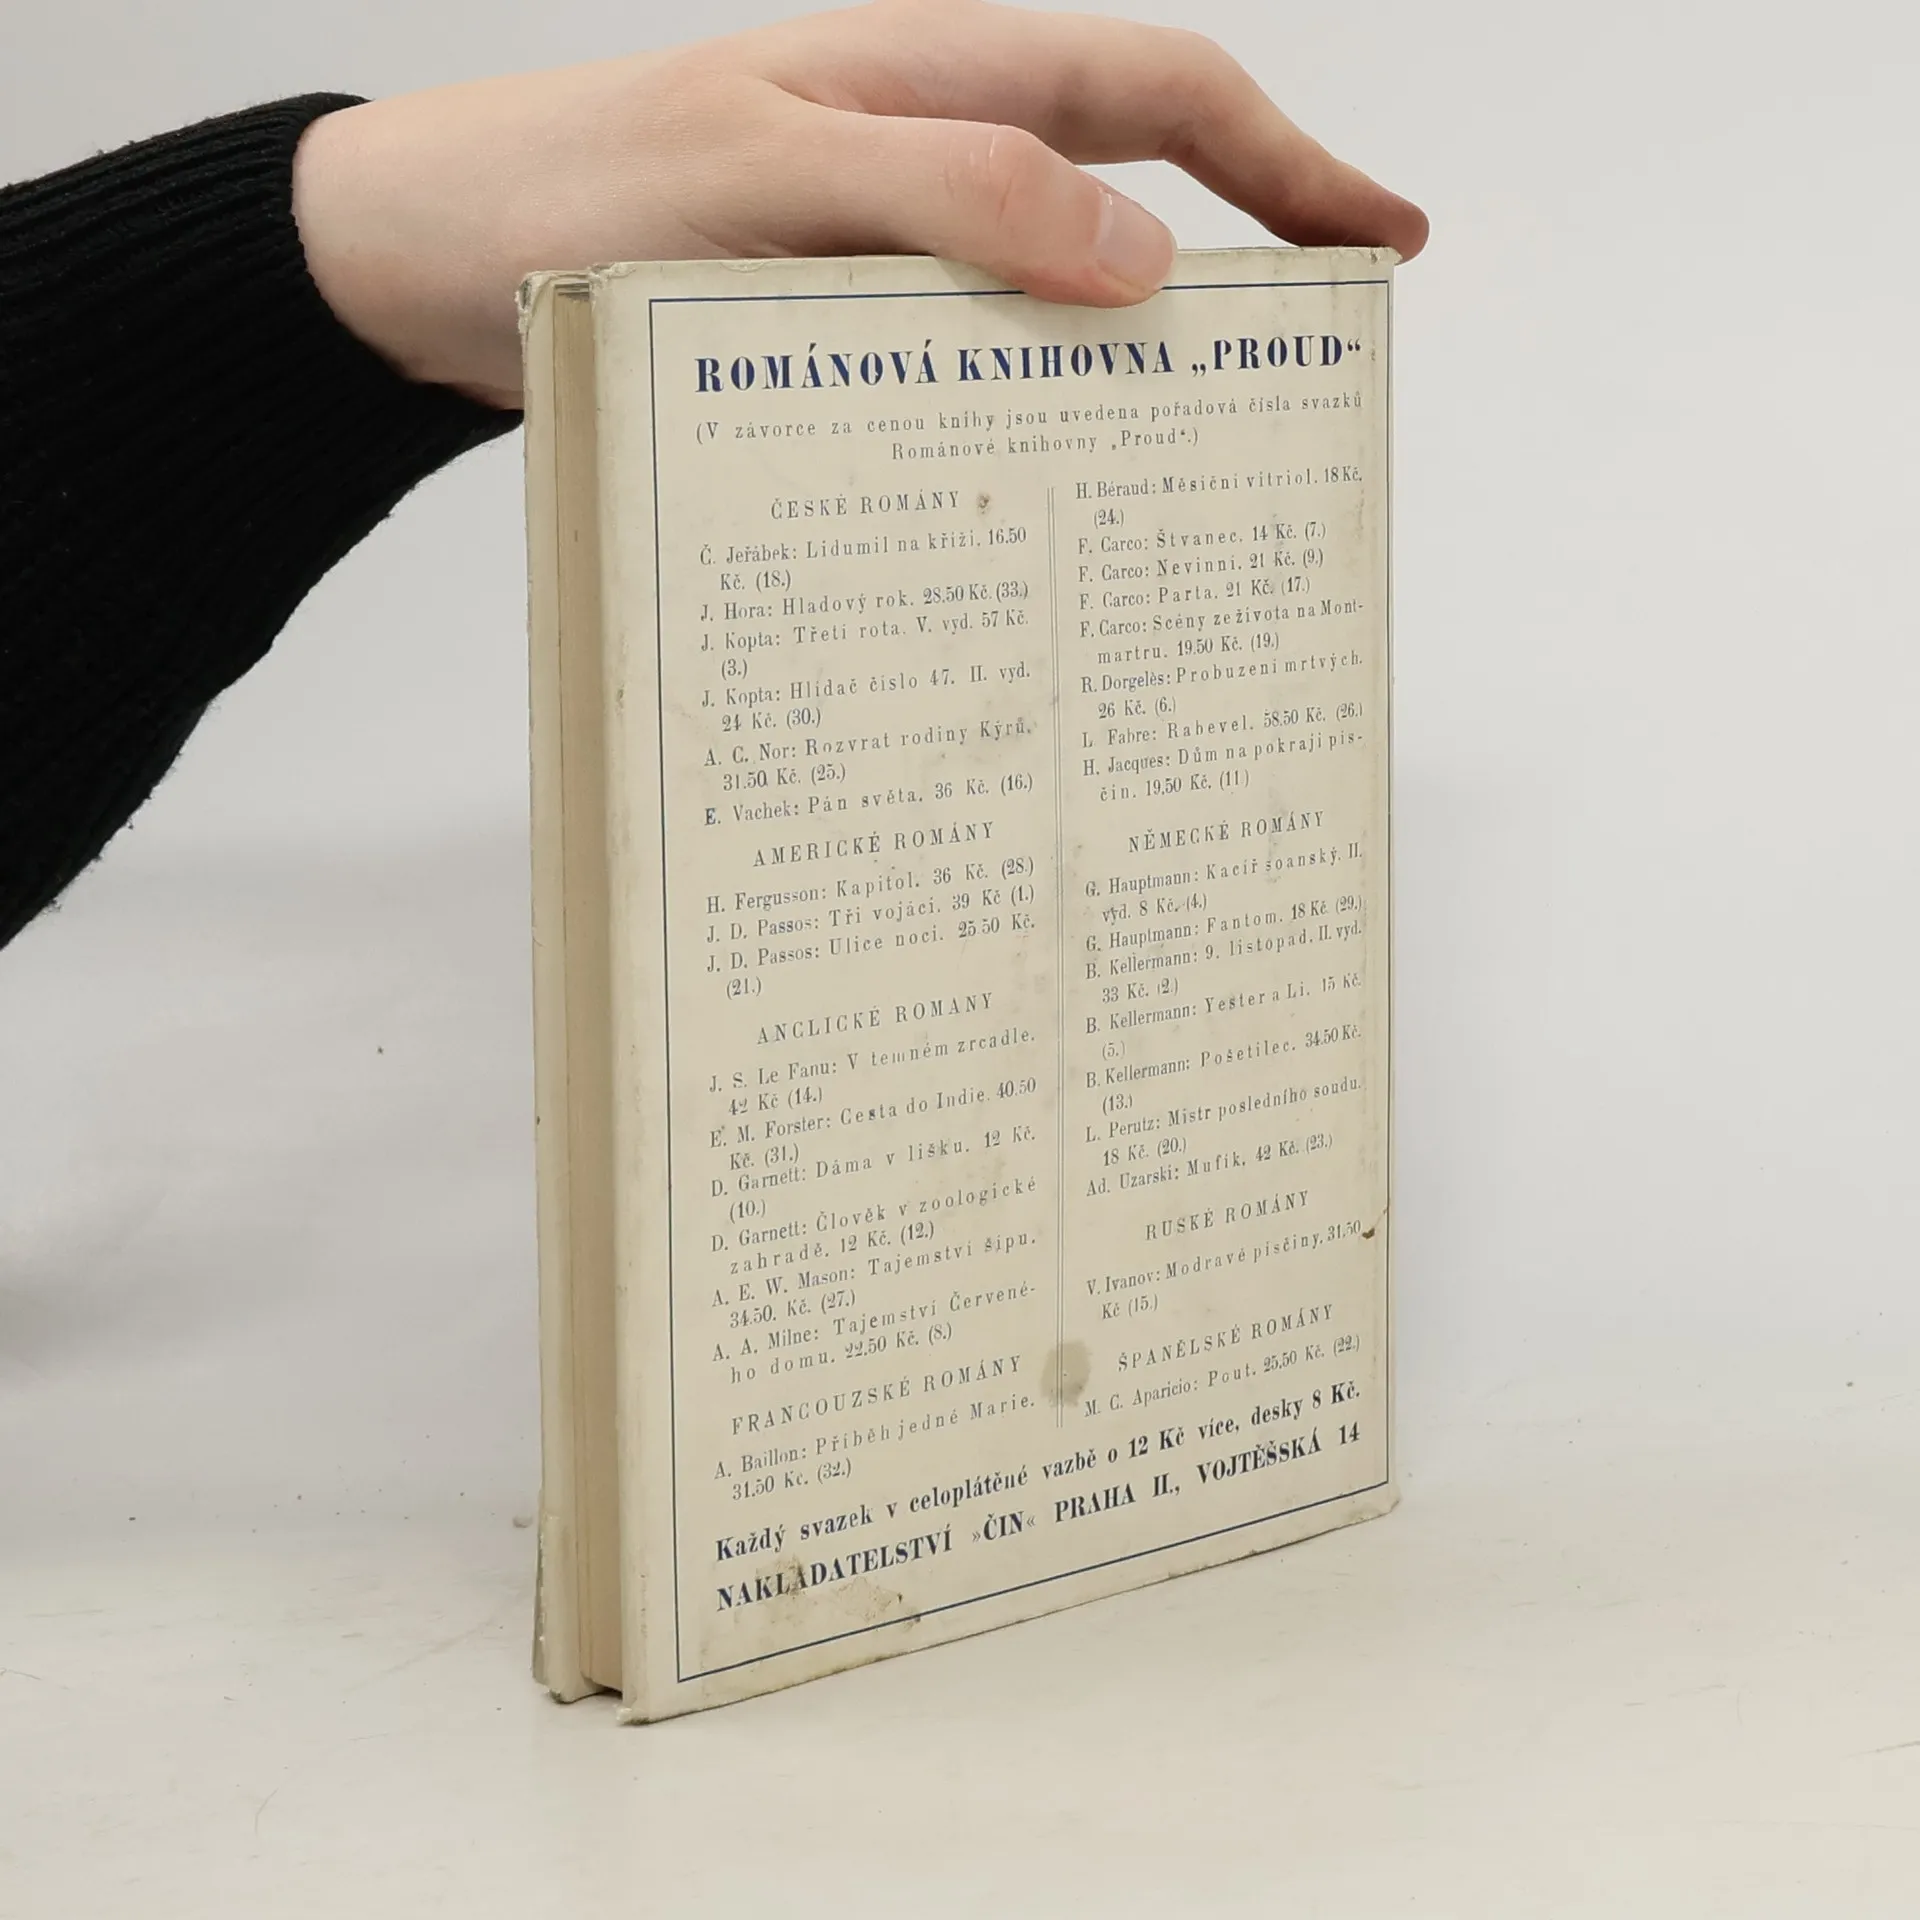 ROMÁNOVÁ KNIHOVNA „PROUD“
(V závorce za cenou knihy jsou uvedena pořadová čísla svazků
Románové knihovny „Proud“.)
ČESKÉ ROMÁNY
Č. Jeřábek: Lidumil na kříži. 16.50
Kč. (18.)
J. Hora: Hladový rok. 28.50 Kč. (33.)
J. Kopta: Třetí rota. V. vyd. 57 Kč.
(3.)
J. Kopta: Hlídač číslo 47. II. vyd.
24 Kč. (30.)
A. C. Nor: Rozvrat rodiny Kýrů.
31.50 Kč. (25.)
E. Vachek: Pán světa. 36 Kč. (16.)
AMERICKÉ ROMÁNY
H. Fergusson: Kapitol. 36 Kč. (28.)
J. D. Passos: Tři vojáci. 39 Kč (1.)
J. D. Passos: Ulice noci. 25.50 Kč.
(21.)
ANGLICKÉ ROMANY
J. S. Le Fanu: V temném zrcadle.
42 Kč (14.)
E. M. Forster: Cesta do Indie. 40.50
Kč. (31.)
D. Garnett: Dáma v lišku. 12 Kč.
(10.)
D. Garnett: Člověk v zoologické
zahradě. 12 Kč. (12.)
A. E. W. Mason: Tajemství šípu.
34.50. Kč. (27.)
A. A. Milne: Tajemství Červené-
ho domu. 22.50 Kč. (8.)
FRANCOUZSKÉ ROMÁNY
A. Baillon: Příběh jedné Marie.
31.50 Kč. (32.)
H. Béraud: Měsíční vitriol. 18 Kč.
(24.)
F. Carco: Štvanec. 14 Kč. (7.)
F. Carco: Nevinní. 21 Kč. (9.)
F. Carco: Parta. 21 Kč. (17.)
F. Carco: Scény ze života na Mont-
martru. 19.50 Kč. (19.)
R. Dorgelès: Probuzení mrtvých.
26 Kč. (6.)
L. Fabre: Rabevel. 58.50 Kč. (26.)
H. Jacques: Dům na pokraji pís-
čin. 19.50 Kč. (11.)
NĚMECKÉ ROMÁNY
G. Hauptmann: Kacíř soanský. II.
vyd. 8 Kč. (4.)
G. Hauptmann: Fantom. 18 Kč. (29.)
B. Kellermann: 9. listopad. II. vyd.
33 Kč. (2.)
B. Kellermann: Yester a Li. 15 Kč.
(5.)
B. Kellermann: Pošetilec. 34.50 Kč.
(13.)
L. Perutz: Mistr posledního soudu.
18 Kč. (20.)
Ad. Uzarski: Mufík. 42 Kč. (23.)
RUSKÉ ROMÁNY
V. Ivanov: Modravé písčiny. 31.50
Kč (15.)
ŠPANĚLSKÉ ROMÁNY
M. C. Aparicio: Pout. 25.50 Kč. (22.)
Každý svazek v celoplátěné vazbě o 12 Kč více, desky 8 Kč.
NAKLADATELSTVÍ »ČIN« PRAHA II., VOJTĚŠSKÁ 14